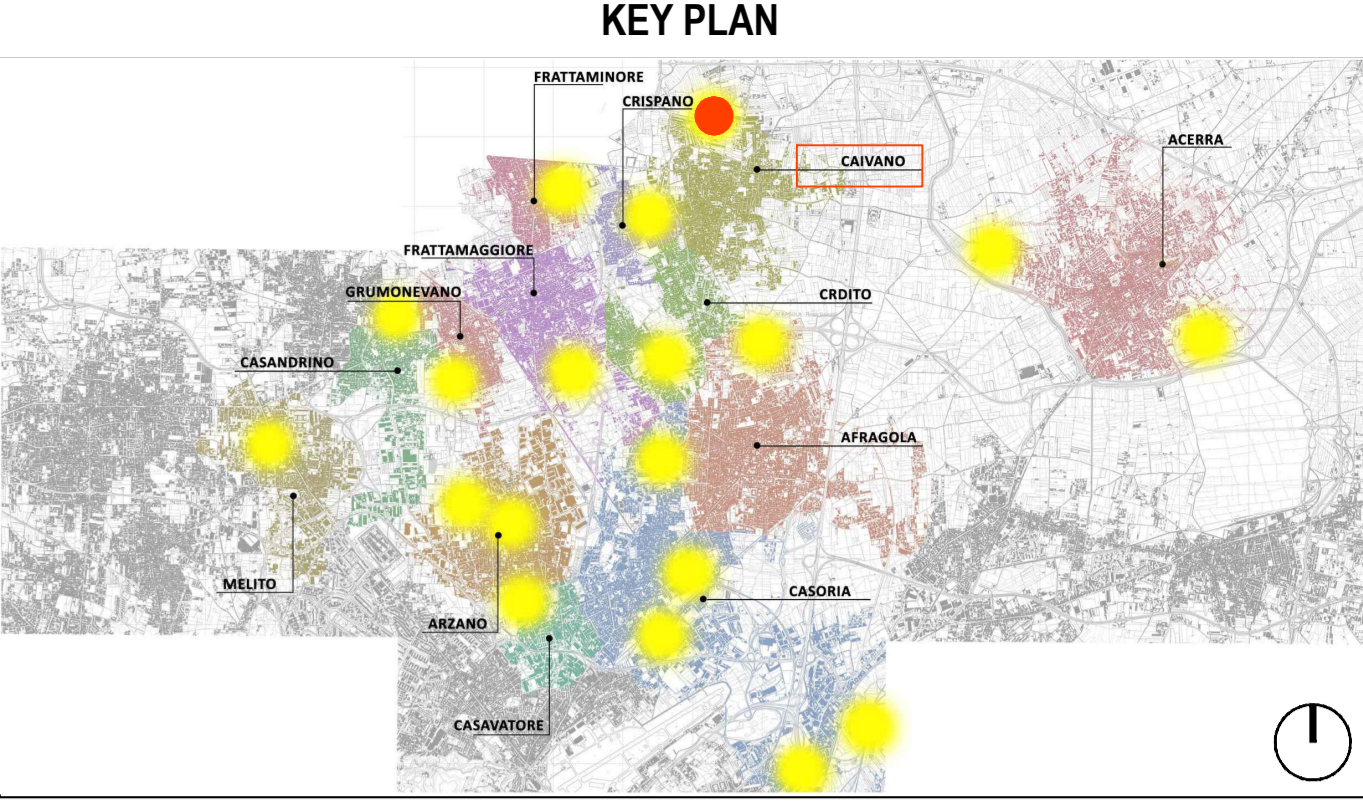 KEY PLAN
FRATTAMINORE
CRISPANO
ACERRA
CAIVANO
FRATTAMAGGIORE
GRUMONEVANO
CRDITO
CASANDRINO
AFRAGOLA
MELITO
CASORIA
ARZANO
CASAVATORE